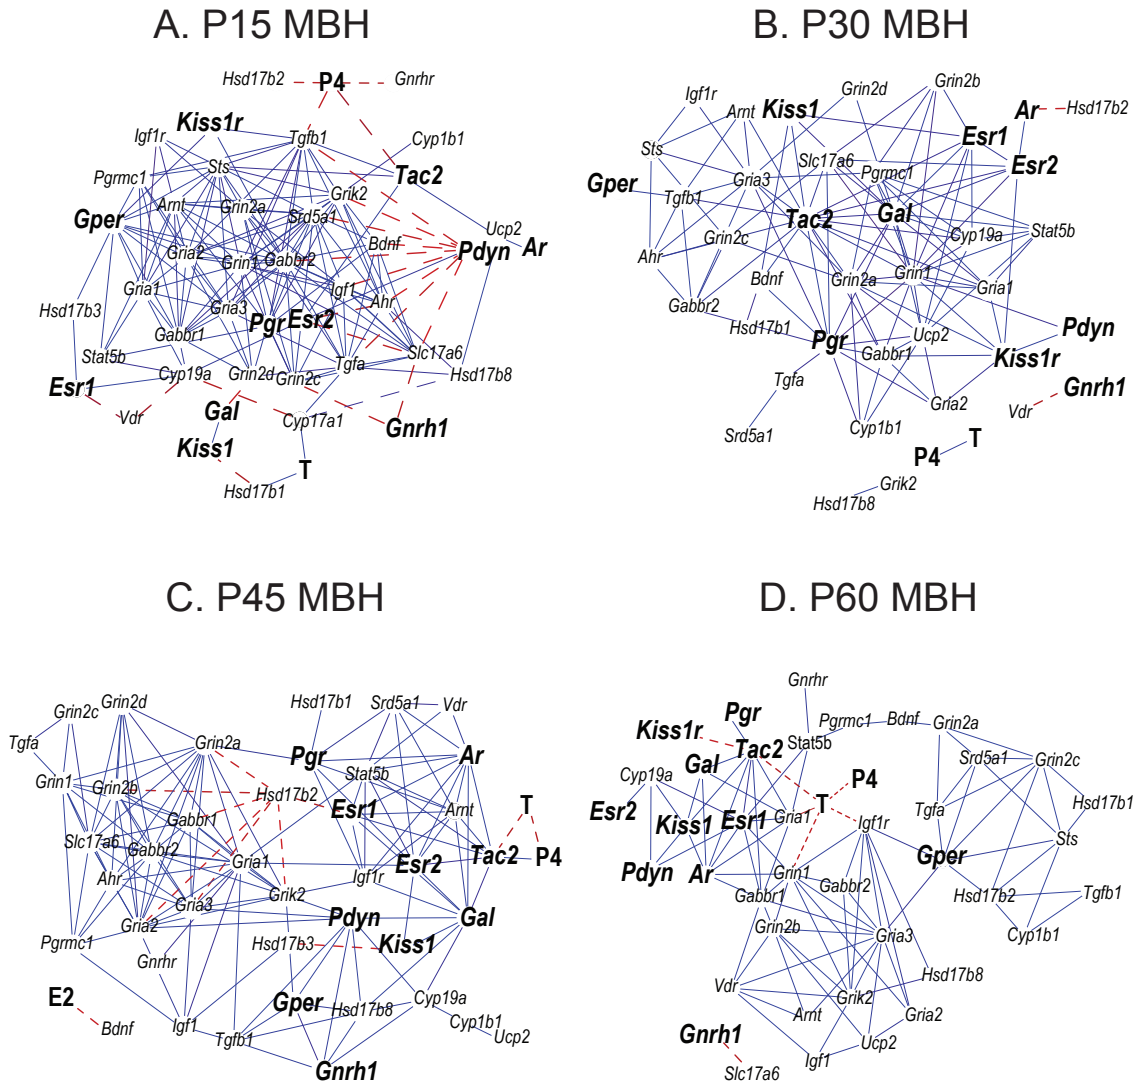 A. P15 MBH
B. P30 MBH
Hsd17b2
P4
Gnrhr
Kiss1r
Igf1r
Tgfb1
Cyp1b1
Sts
Pgrmc1
Tac2
Grik2
Arnt
Grin2a
Srd5a1
Gper
Ucp2
Bdnf
Pdyn
Ar
Gria2
Grin1
Gabbr2
Gria1
Igf1
Ahr
Hsd17b3
Gria3
Pgr
Esr2
Gabbr1
Stat5b
Slc17a6
Tgfa
Cyp19a
Grin2d
Grin2c
Hsd17b8
Esr1
Vdr
Gal
Cyp17a1
Gnrh1
Kiss1
T
Hsd17b1
Grin2b
Igf1r
Grin2d
Arnt
Kiss1
Ar
Hsd17b2
Esr1
Sts
Slc17a6
Pgrmc1
Esr2
Gper
Gria3
Tgfb1
Tac2
Gal
Stat5b
Grin2c
Cyp19a
Ahr
Bdnf
Grin2a
Grin1
Gria1
Gabbr2
Hsd17b1
Pdyn
Pgr
Ucp2
Gabbr1
Kiss1r
Tgfa
Gnrh1
Gria2
Vdr
Srd5a1
Cyp1b1
T
P4
Grik2
Hsd17b8
C. P45 MBH
D. P60 MBH
Grin2d
Grin2c
Hsd17b1
Srd5a1
Vdr
Tgfa
Grin2a
Pgr
Ar
Grin1
Grin2b
Hsd17b2
Stat5b
Esr1
Arnt
T
Gabbr1
Slc17a6
Gabbr2
Gria1
Esr2
Tac2
P4
Ahr
Igf1r
Grik2
Gria3
Gria2
Pdyn
Gal
Pgrmc1
Hsd17b3
Kiss1
Gnrhr
E2
Gper
Cyp19a
Hsd17b8
Bdnf
Igf1
Cyp1b1
Tgfb1
Ucp2
Gnrh1
Gnrhr
Pgr
Kiss1r
Pgrmc1
Bdnf
Grin2a
Tac2
Stat5b
Gal
Srd5a1
Grin2c
Cyp19a
P4
Esr2
T
Hsd17b1
Kiss1
Esr1
Gria1
Igf1r
Tgfa
Sts
Pdyn
Ar
Grin1
Gper
Gabbr1
Gabbr2
Hsd17b2
Tgfb1
Grin2b
Gria3
Cyp1b1
Vdr
Hsd17b8
Grik2
Arnt
Gria2
Gnrh1
Ucp2
Igf1
Slc17a6